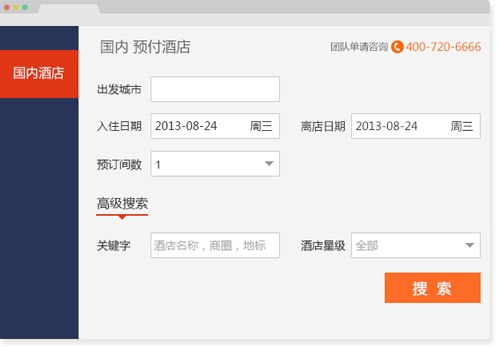 国内 预付酒店
团队单请咨询 400-720-6666
国内酒店
出发城市
入住日期 2013-08-24 周三 离店日期 2013-08-24 周三
预订间数 1
高级搜索
关键字 酒店名称，商圈，地标 酒店星级 全部
搜 索